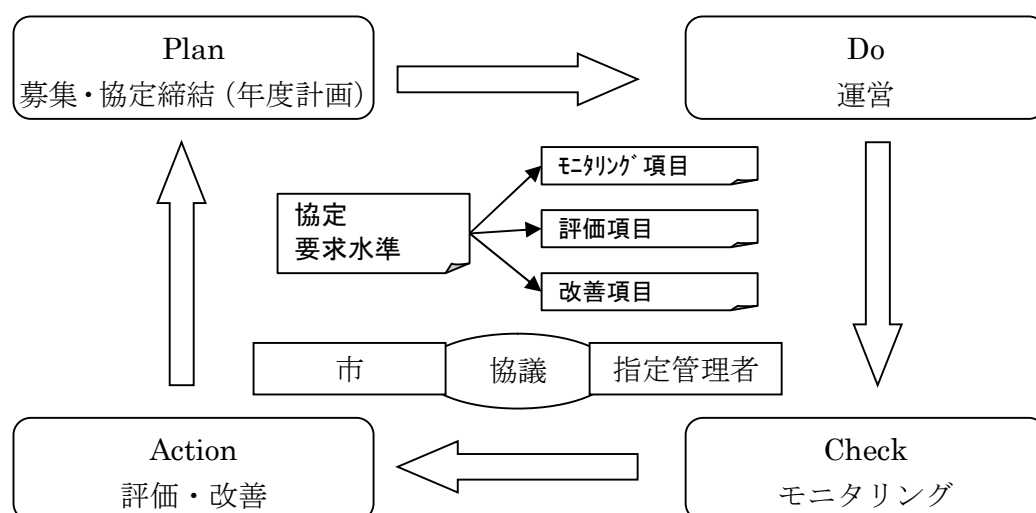 Plan
募集・協定締結（年度計画）
Do
運営
ﾓﾆﾀﾘﾝｸﾞ項目
協定
要求水準
評価項目
改善項目
市
協議
指定管理者
Action
評価・改善
Check
モニタリング